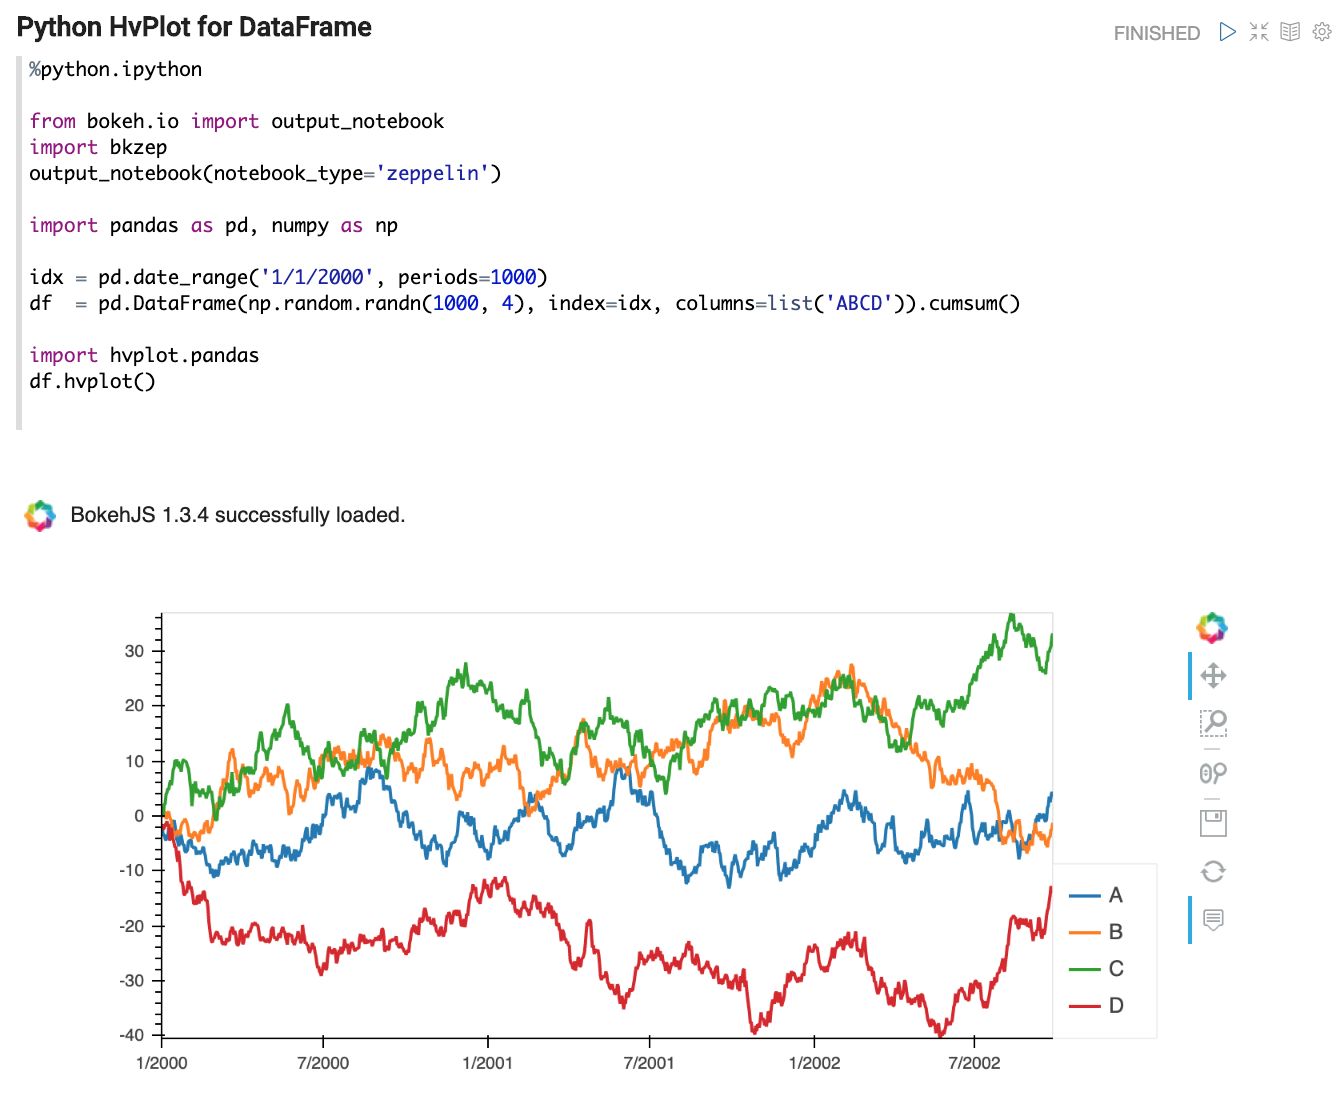 Python HvPlot for DataFrame
FINISHED
%python.ipython
from bokeh.io import output_notebook
import bkzep
output_notebook(notebook_type='zeppelin')
import pandas as pd, numpy as np
idx = pd.date_range('1/1/2000', periods=1000)
df  = pd.DataFrame(np.random.randn(1000, 4), index=idx, columns=list('ABCD')).cumsum()
import hvplot.pandas
df.hvplot()
BokehJS 1.3.4 successfully loaded.
30
20
10
0
-10
-20
-30
-40
1/2000 7/2000 1/2001 7/2001 1/2002 7/2002
A
B
C
D